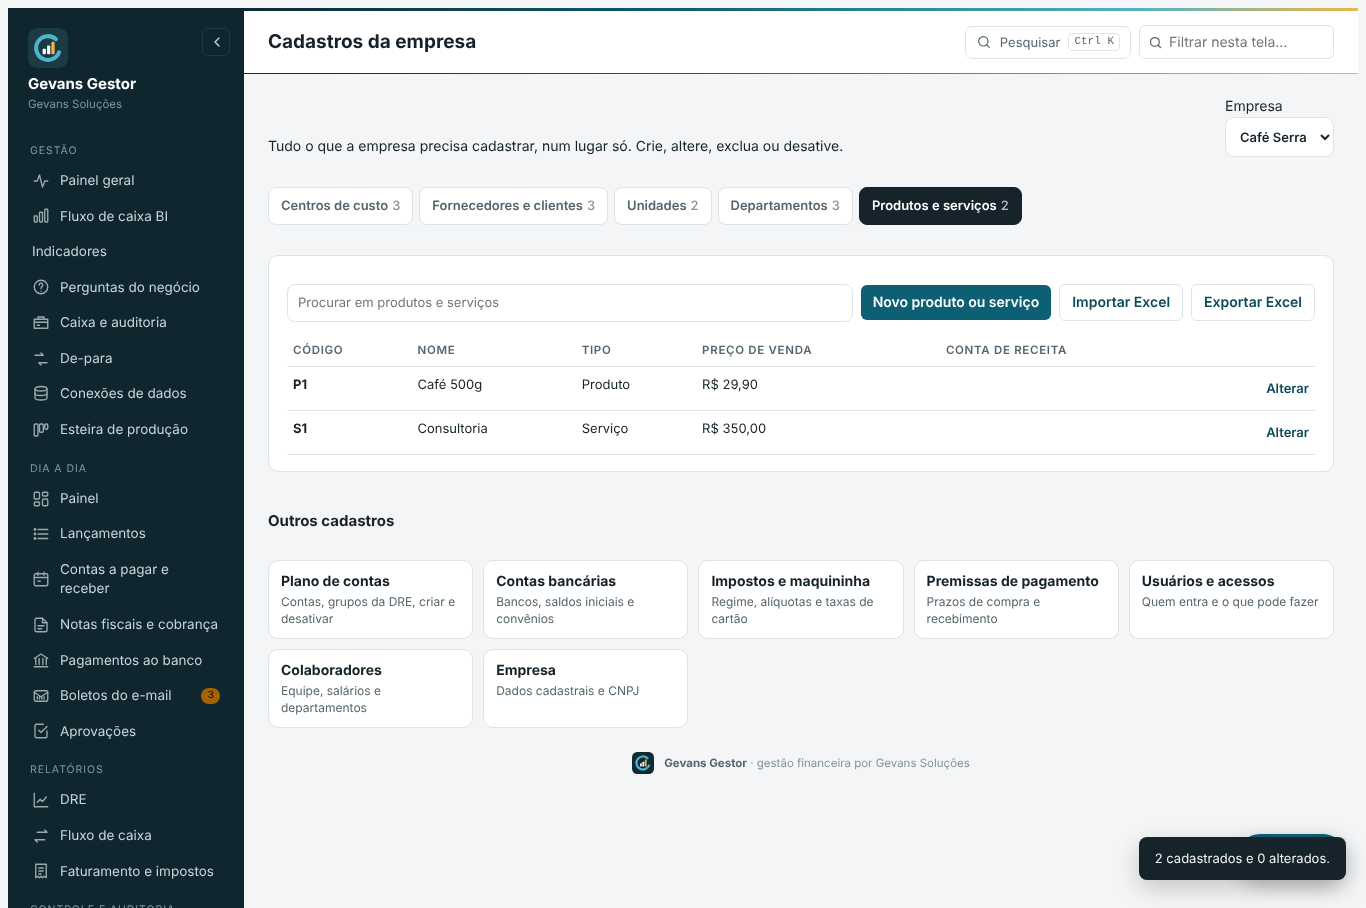 Gevans Gestor
Gevans Soluções
GESTÃO
Painel geral
Fluxo de caixa BI
Indicadores
Perguntas do negócio
Caixa e auditoria
De-para
Conexões de dados
Esteira de produção
DIA A DIA
Painel
Lançamentos
Contas a pagar e
receber
Notas fiscais e cobrança
Pagamentos ao banco
Boletos do e-mail 3
Aprovações
RELATÓRIOS
DRE
Fluxo de caixa
Faturamento e impostos
CONTROLE E AUDITORIA
Cadastros da empresa
Pesquisar Ctrl K
Filtrar nesta tela...
Empresa
Café Serra
Tudo o que a empresa precisa cadastrar, num lugar só. Crie, altere, exclua ou desative.
Centros de custo 3 Fornecedores e clientes 3 Unidades 2 Departamentos 3 Produtos e serviços 2
Procurar em produtos e serviços
Novo produto ou serviço Importar Excel Exportar Excel
CÓDIGO NOME TIPO PREÇO DE VENDA CONTA DE RECEITA
P1 Café 500g Produto R$ 29,90 Alterar
S1 Consultoria Serviço R$ 350,00 Alterar
Outros cadastros
Plano de contas
Contas, grupos da DRE, criar e
desativar
Contas bancárias
Bancos, saldos iniciais e
convênios
Impostos e maquininha
Regime, alíquotas e taxas de
cartão
Premissas de pagamento
Prazos de compra e
recebimento
Usuários e acessos
Quem entra e o que pode fazer
Colaboradores
Equipe, salários e
departamentos
Empresa
Dados cadastrais e CNPJ
Gevans Gestor · gestão financeira por Gevans Soluções
2 cadastrados e 0 alterados.